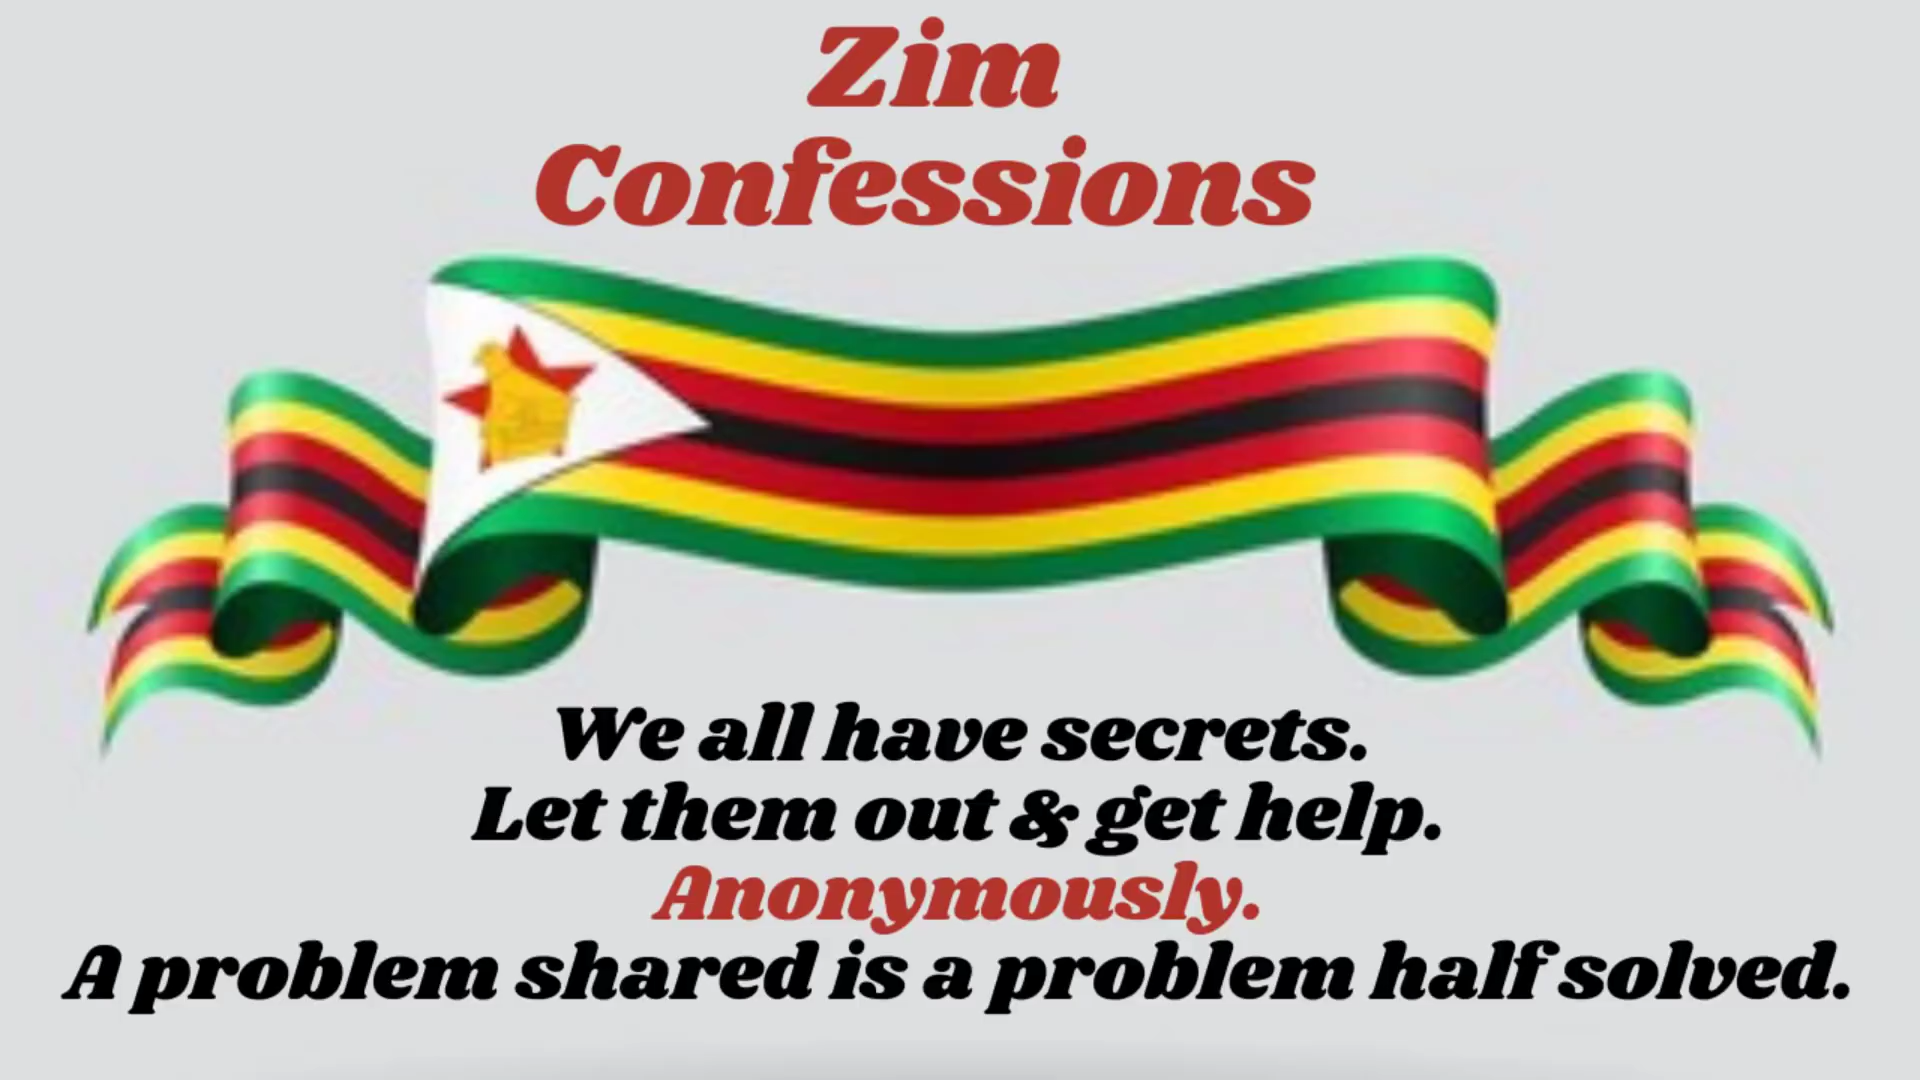 Zim
Confessions
We all have secrets.
Let them out & get help.
Anonymously.
A problem shared is a problem half solved.